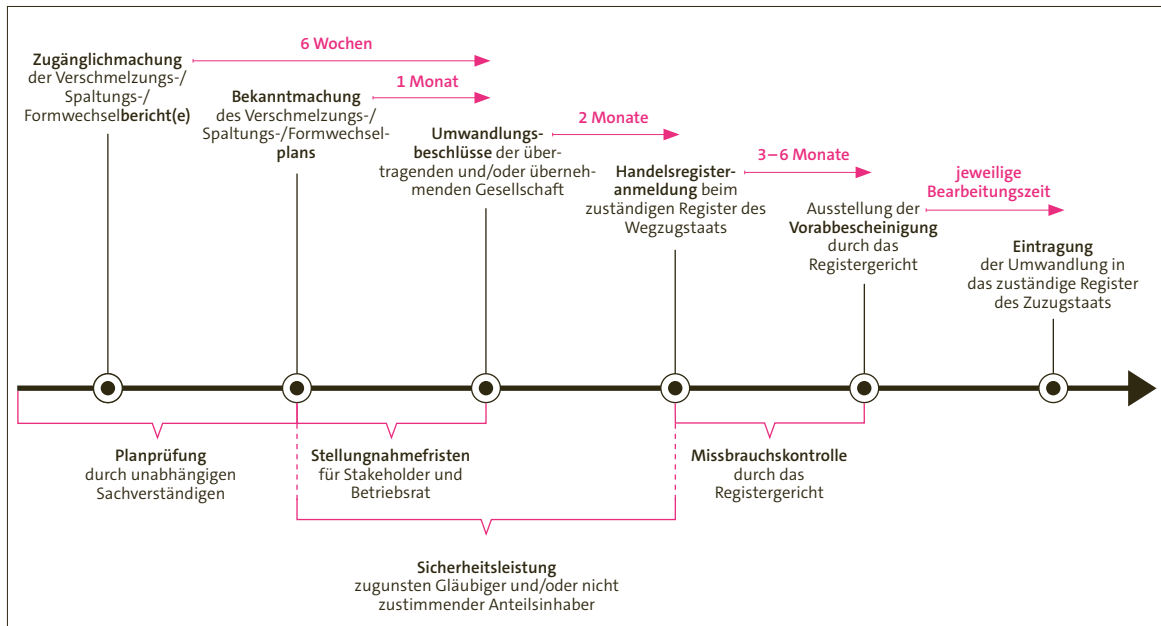 Zugänglichmachung
der Verschmelzungs-/
Spaltungs-/
Formwechselbericht(e)
6 Wochen
Bekanntmachung
des Verschmelzungs-/
Spaltungs-/Formwechsel-
plans
1 Monat
Umwandlungs-
beschlüsse der über-
tragenden und/oder überneh-
menden Gesellschaft
2 Monate
Handelsregister-
anmeldung beim
zuständigen Register des
Wegzugstaats
3–6 Monate
Ausstellung der
Vorabbescheinigung
durch das
Registergericht
jeweilige
Bearbeitungszeit
Eintragung
der Umwandlung in
das zuständige Register
des Zuzugstaats
Planprüfung
durch unabhängigen
Sachverständigen
Stellungnahmefristen
für Stakeholder und
Betriebsrat
Missbrauchskontrolle
durch das
Registergericht
Sicherheitsleistung
zugunsten Gläubiger und/oder nicht
zustimmender Anteilsinhaber